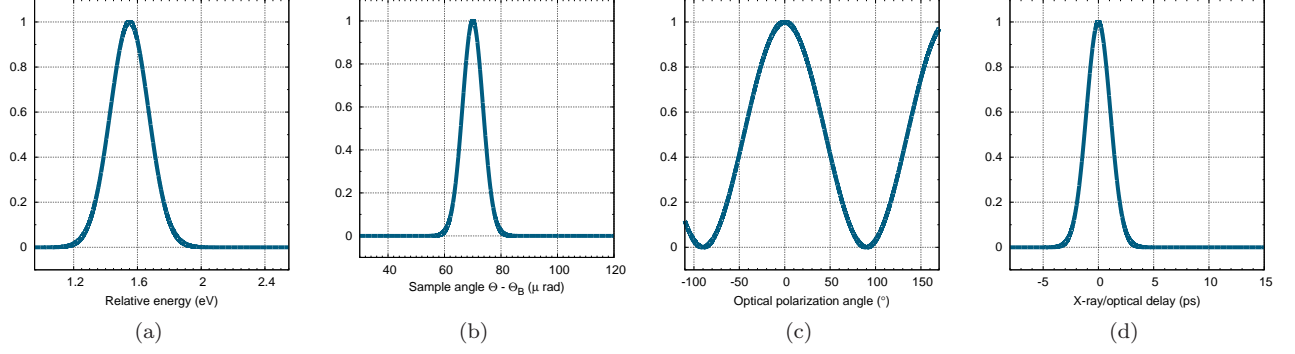 1
0.8
0.6
0.4
0.2
0
1.2 1.6 2 2.4
Relative energy (eV)
(a)
1
0.8
0.6
0.4
0.2
0
40 60 80 100 120
Sample angle Θ - ΘB (μ rad)
(b)
1
0.8
0.6
0.4
0.2
0
-100 -50 0 50 100 150
Optical polarization angle (°)
(c)
1
0.8
0.6
0.4
0.2
0
-5 0 5 10 15
X-ray/optical delay (ps)
(d)